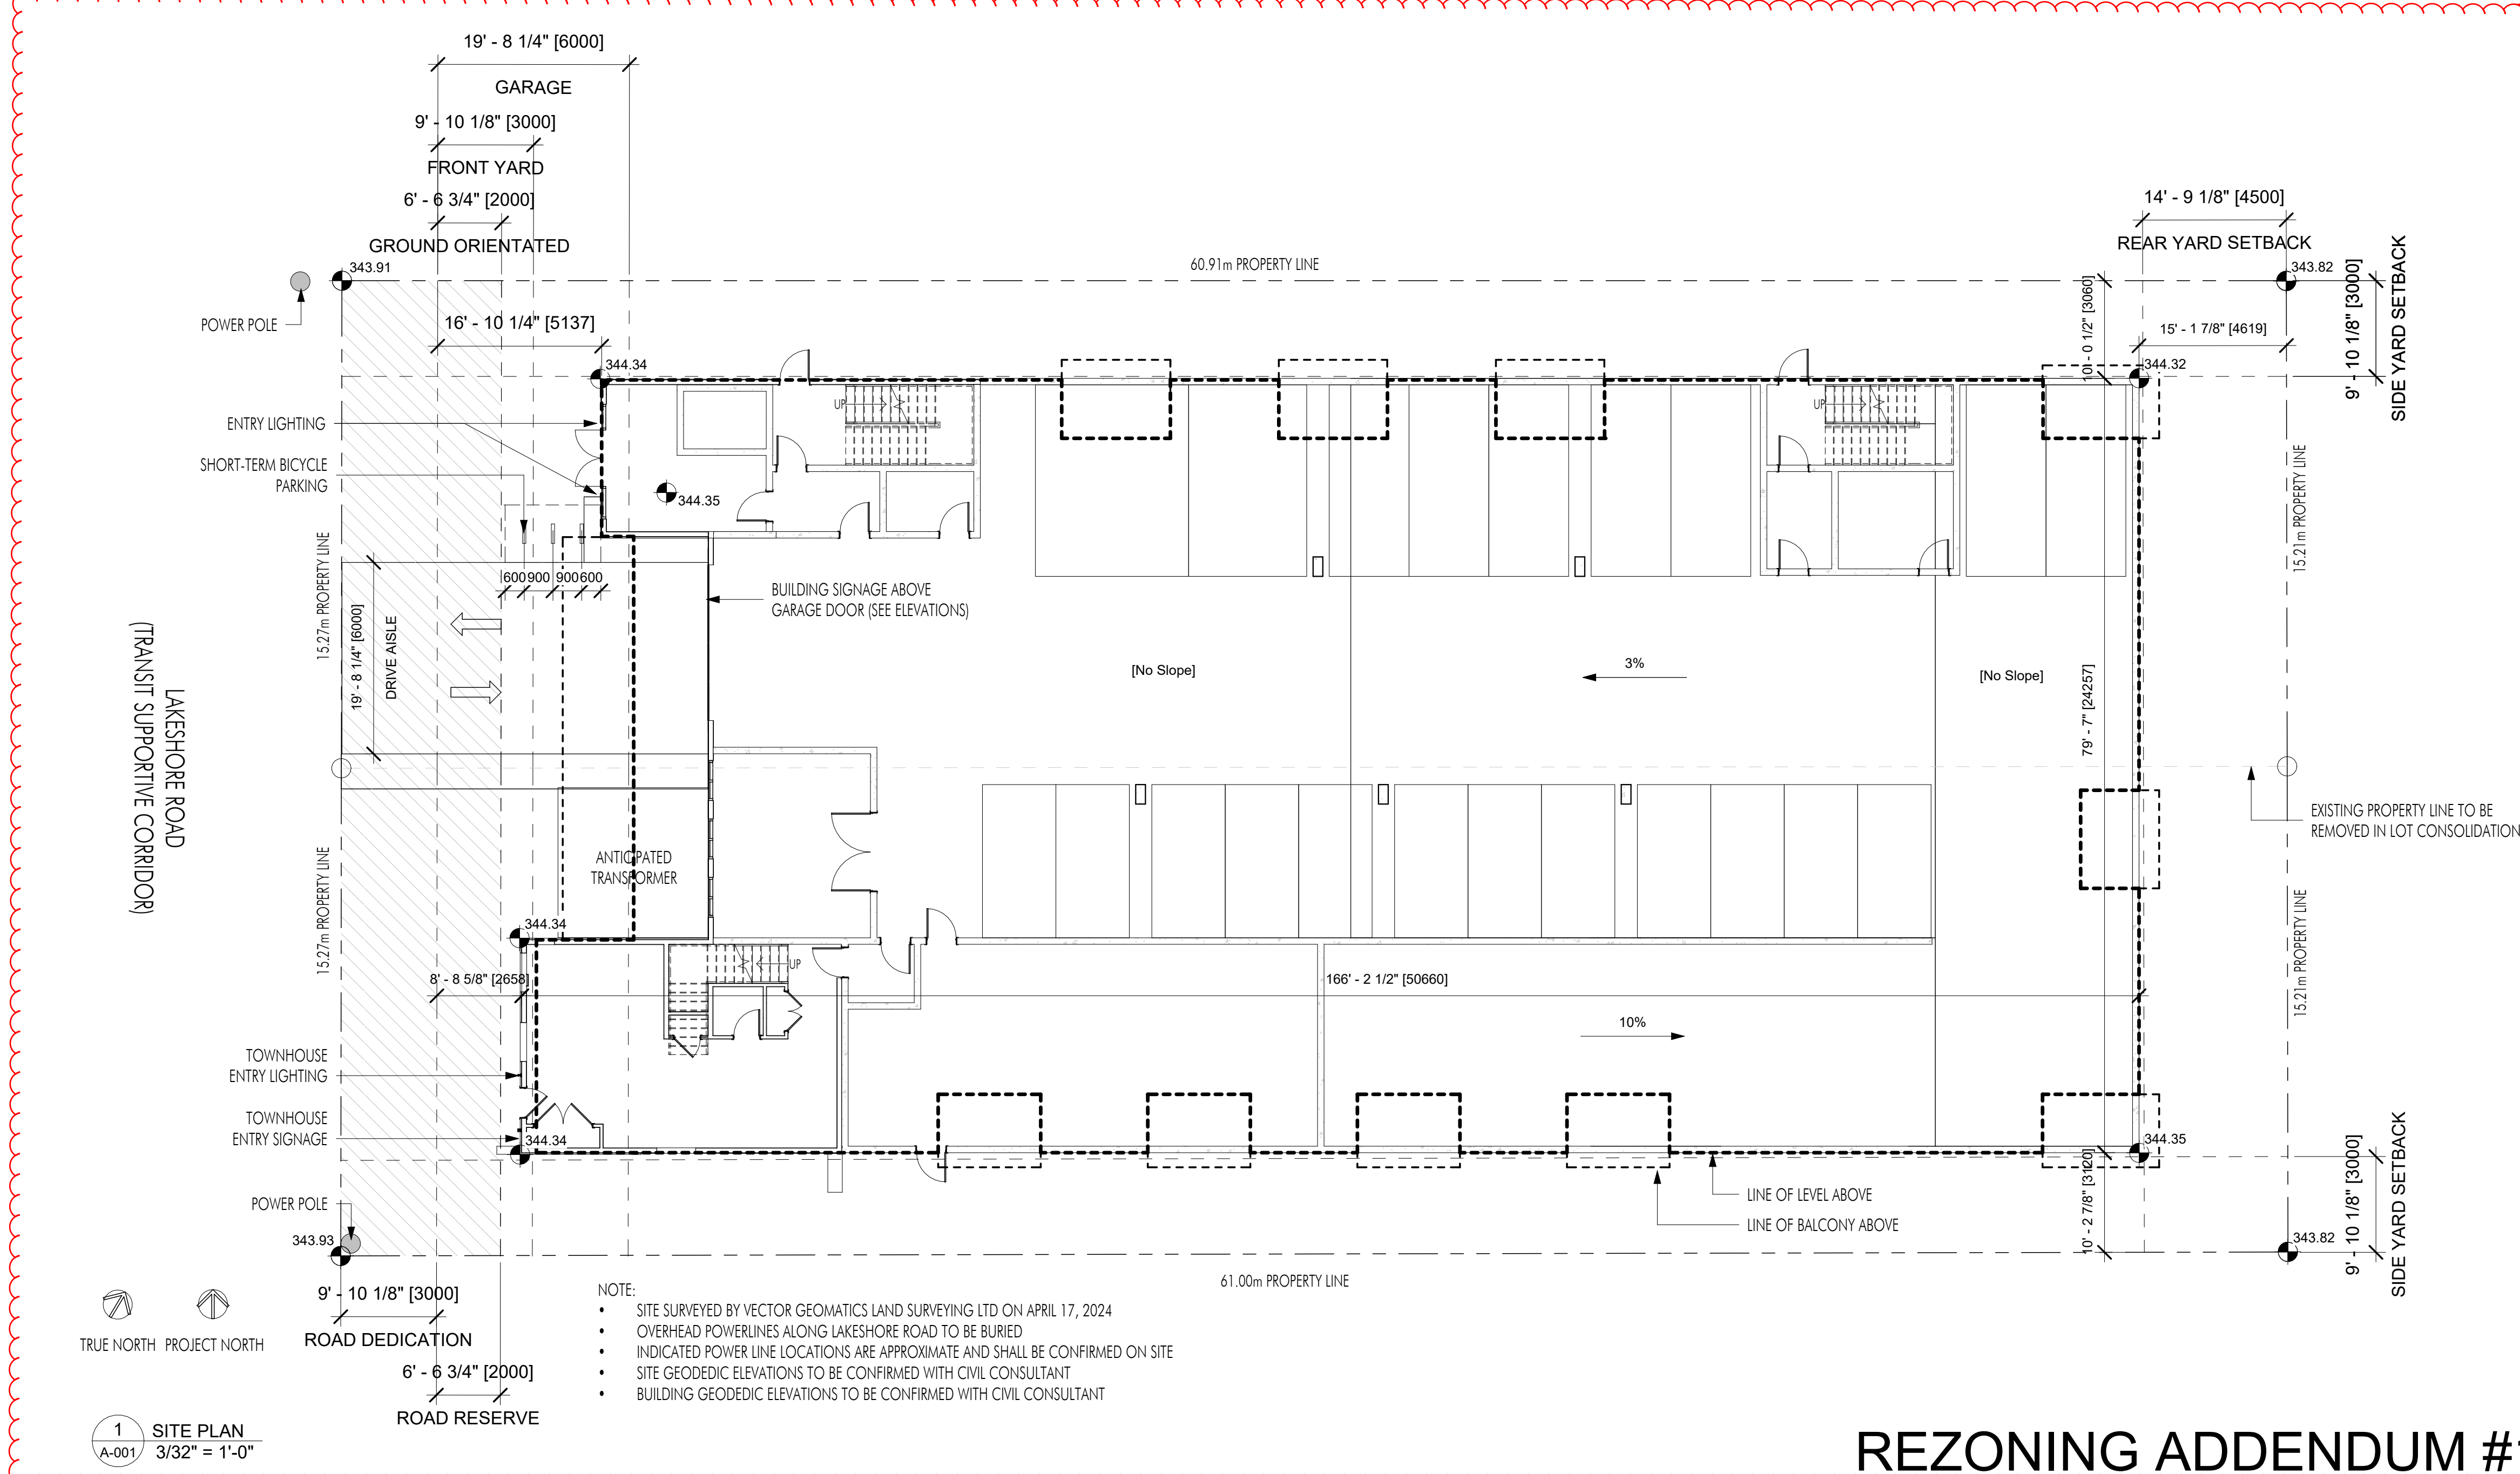 19' - 8 1/4" [6000]
GARAGE
9' - 10 1/8" [3000]
FRONT YARD
6' - 6 3/4" [2000]
GROUND ORIENTATED
14' - 9 1/8" [4500]
REAR YARD SETBACK
9' - 10 1/8" [3000]
SIDE YARD SETBACK
343.91
60.91m PROPERTY LINE
343.82
POWER POLE
16' - 10 1/4" [5137]
10' - 0 1/2" [3060]
15' - 1 7/8" [4619]
344.34
344.32
ENTRY LIGHTING
UP
UP
SHORT-TERM BICYCLE
PARKING
344.35
15.27m PROPERTY LINE
15.21m PROPERTY LINE
600
900
900
600
BUILDING SIGNAGE ABOVE
GARAGE DOOR (SEE ELEVATIONS)
19' - 8 1/4" [6000]
DRIVE AISLE
[No Slope]
3%
[No Slope]
79' - 7" [24257]
LAKESHORE ROAD
(TRANSIT SUPPORTIVE CORRIDOR)
EXISTING PROPERTY LINE TO BE
REMOVED IN LOT CONSOLIDATION
ANTICIPATED
TRANSFORMER
15.27m PROPERTY LINE
15.21m PROPERTY LINE
344.34
UP
8' - 8 5/8" [2658]
166' - 2 1/2" [50660]
10%
TOWNHOUSE
ENTRY LIGHTING
TOWNHOUSE
ENTRY SIGNAGE
344.34
344.35
10' - 2 7/8" [3120]
9' - 10 1/8" [3000]
SIDE YARD SETBACK
LINE OF LEVEL ABOVE
LINE OF BALCONY ABOVE
POWER POLE
343.93
343.82
61.00m PROPERTY LINE
TRUE NORTH
PROJECT NORTH
9' - 10 1/8" [3000]
ROAD DEDICATION
6' - 6 3/4" [2000]
ROAD RESERVE
NOTE:
• SITE SURVEYED BY VECTOR GEOMATICS LAND SURVEYING LTD ON APRIL 17, 2024
• OVERHEAD POWERLINES ALONG LAKESHORE ROAD TO BE BURIED
• INDICATED POWER LINE LOCATIONS ARE APPROXIMATE AND SHALL BE CONFIRMED ON SITE
• SITE GEODEDIC ELEVATIONS TO BE CONFIRMED WITH CIVIL CONSULTANT
• BUILDING GEODEDIC ELEVATIONS TO BE CONFIRMED WITH CIVIL CONSULTANT
1
A-001
SITE PLAN
3/32" = 1'-0"
REZONING ADDENDUM #